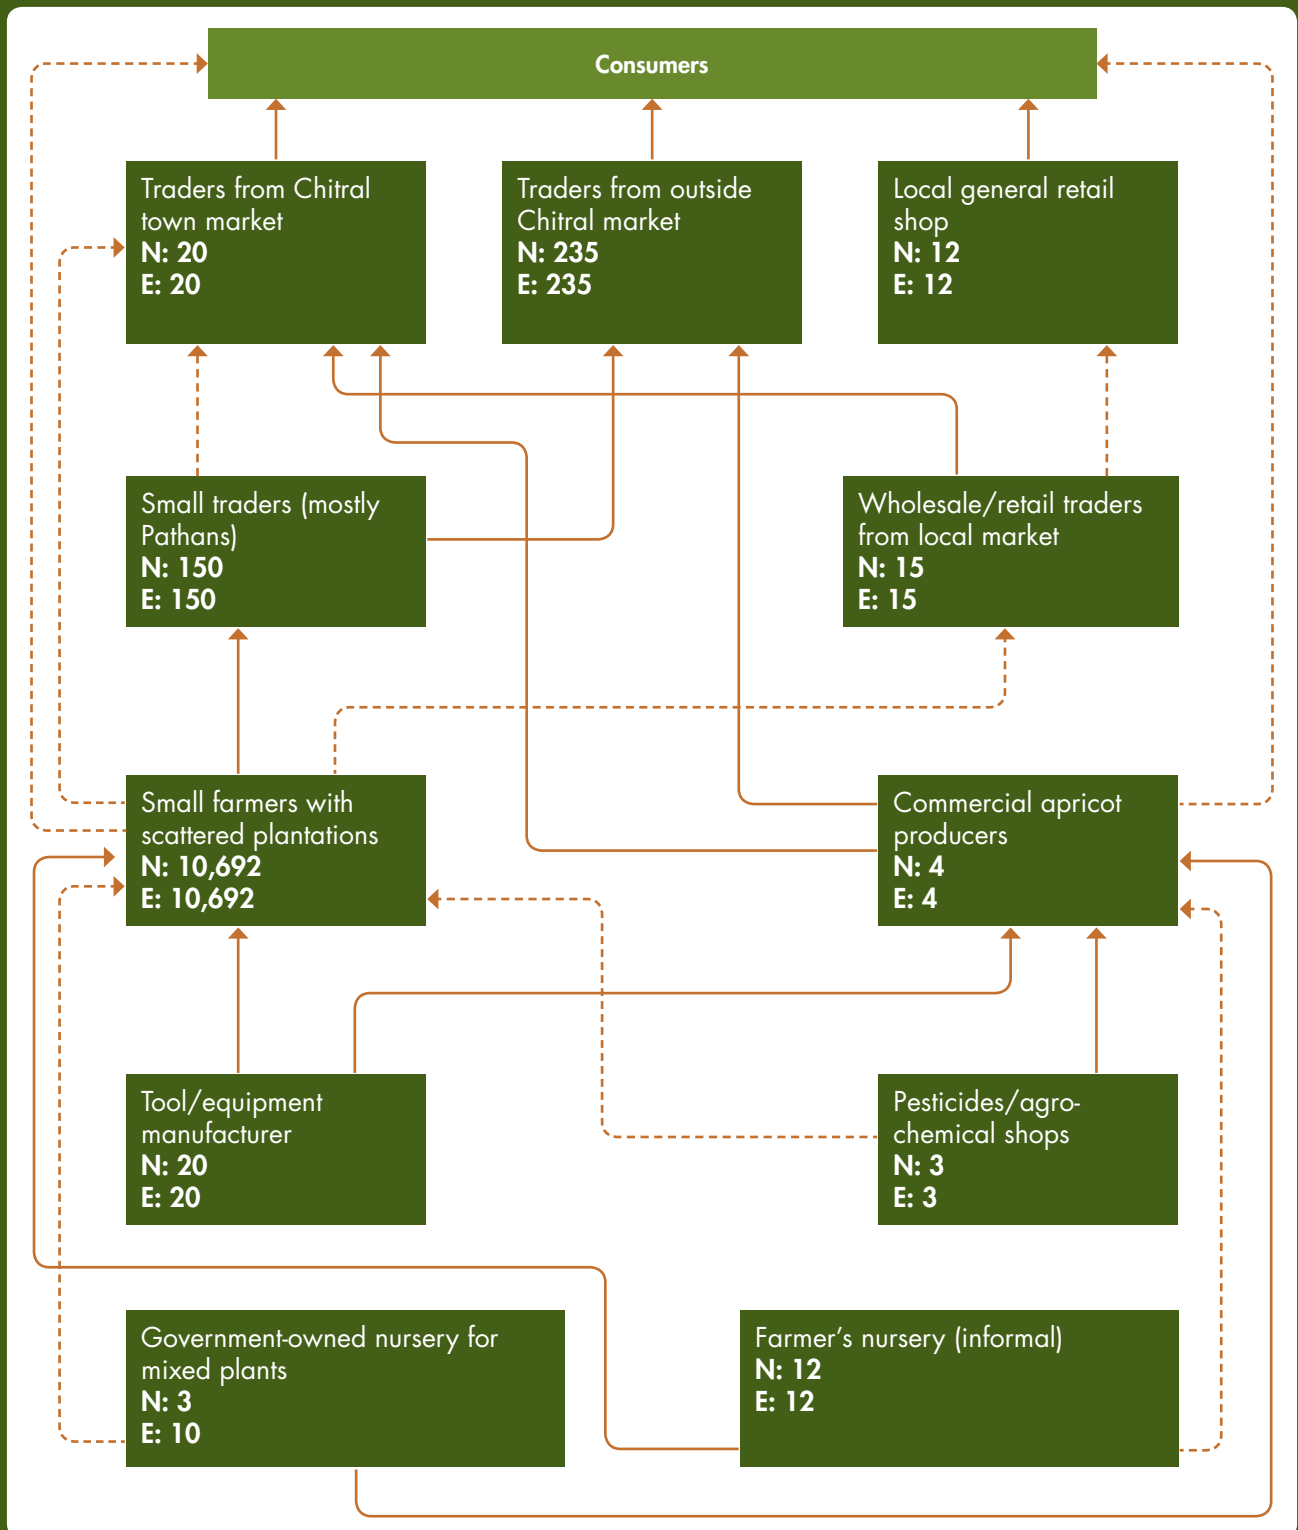 Consumers
Traders from Chitral
town market
N: 20
E: 20
Traders from outside
Chitral market
N: 235
E: 235
Local general retail
shop
N: 12
E: 12
Small traders (mostly
Pathans)
N: 150
E: 150
Wholesale/retail traders
from local market
N: 15
E: 15
Small farmers with
scattered plantations
N: 10,692
E: 10,692
Commercial apricot
producers
N: 4
E: 4
Tool/equipment
manufacturer
N: 20
E: 20
Pesticides/agro-
chemical shops
N: 3
E: 3
Government-owned nursery for
mixed plants
N: 3
E: 10
Farmer’s nursery (informal)
N: 12
E: 12